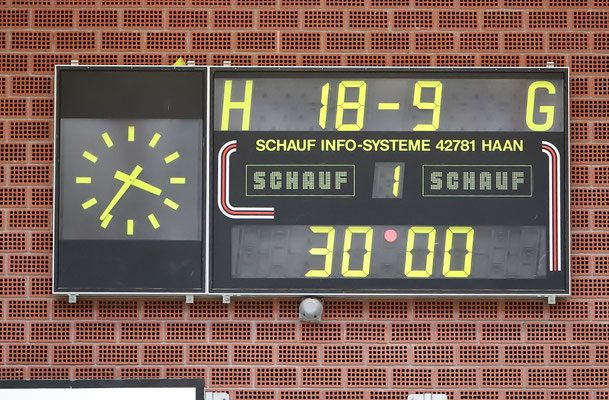 H 18-9 G
SCHAUF INFO-SYSTEME 42781 HAAN
SCHAUF 1 SCHAUF
30:00